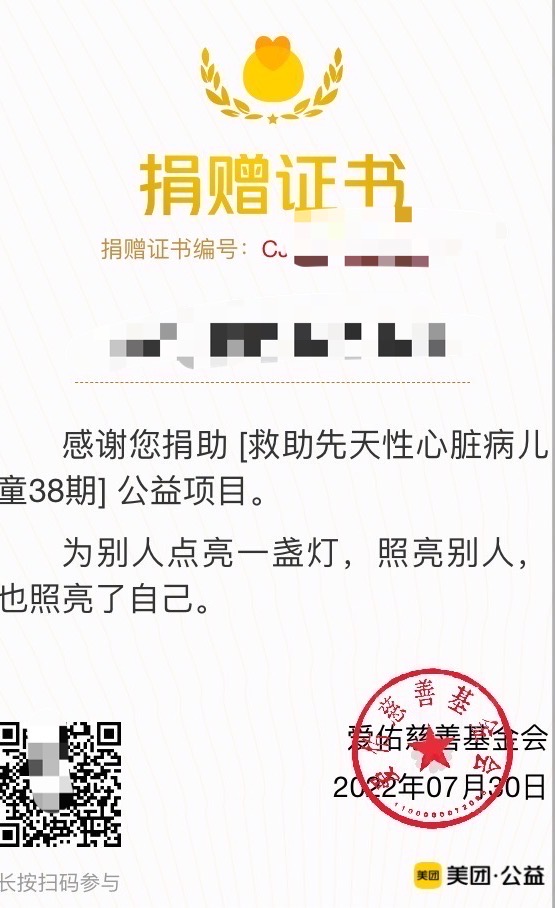 捐赠证书
捐赠证书编号：
感谢您捐助 [救助先天性心脏病儿
童38期] 公益项目。
为别人点亮一盏灯，照亮别人，
也照亮了自己。
爱佑慈善基金会
爱佑慈善基金会
2022年07月30日
长按扫码参与
美团 美团·公益